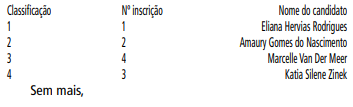 Classificação Nº inscrição Nome do candidato
1 1 Eliana Hervias Rodrigues
2 2 Amaury Gomes do Nascimento
3 4 Marcelle Van Der Meer
4 3 Katia Silene Zinek
Sem mais,